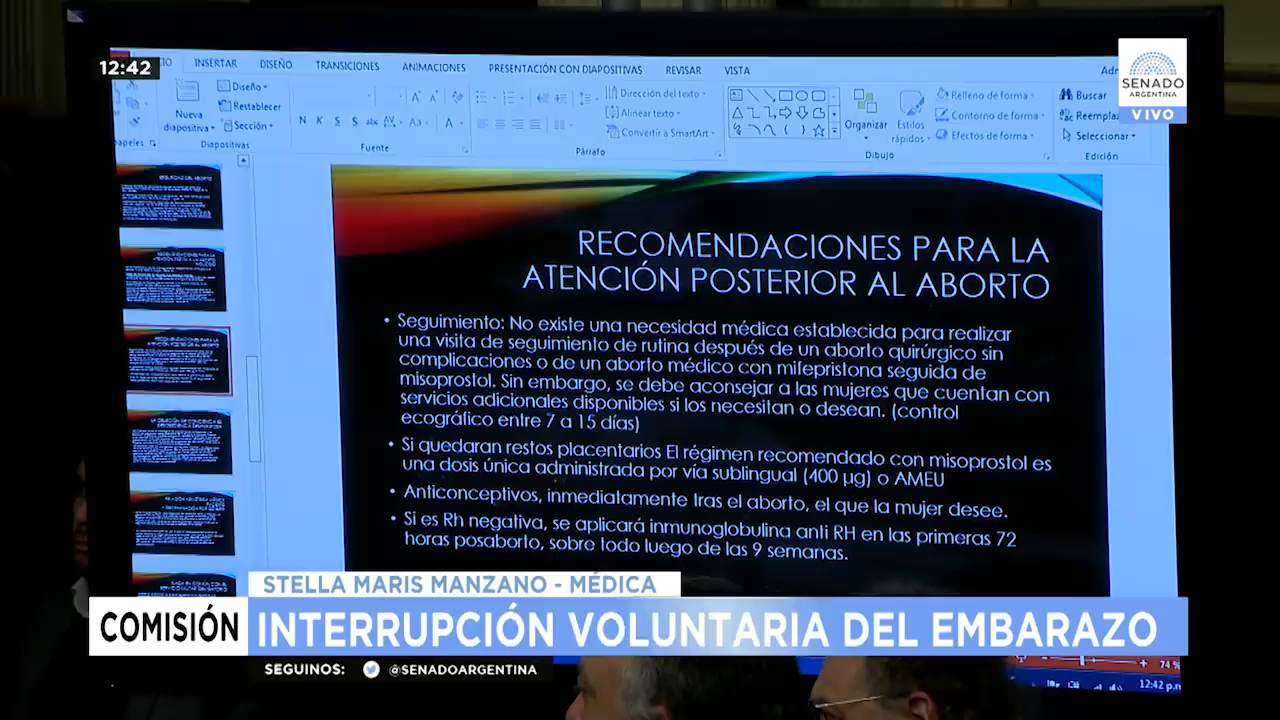 12:42
INSERTAR
DISEÑO
TRANSICIONES
ANIMACIONES
PRESENTACIÓN CON DIAPOSITIVAS
REVISAR
VISTA
SENADO
ARGENTINA
VIVO
Nueva
diapositiva
Diseño
Restablecer
Sección
Diapositivas
N K S S abc AV Aa A
Fuente
Dirección del texto
Alinear texto
Convertir a SmartArt
Párrafo
Organizar
Estilos
rápidos
Relleno de forma
Contorno de forma
Efectos de forma
Dibujo
Buscar
Reemplaz
Seleccionar
Edición
RECOMENDACIONES PARA LA
ATENCIÓN POSTERIOR AL ABORTO
• Seguimiento: No existe una necesidad médica establecida para realizar
una visita de seguimiento de rutina después de un aborto quirúrgico sin
complicaciones o de un aborto médico con mifepristona seguida de
misoprostol. Sin embargo, se debe aconsejar a las mujeres que cuentan con
servicios adicionales disponibles si los necesitan o desean. (control
ecográfico entre 7 a 15 días)
• Si quedaran restos placentarios El régimen recomendado con misoprostol es
una dosis única administrada por vía sublingual (400 µg) o AMEU
• Anticonceptivos, inmediatamente tras el aborto, el que la mujer desee.
• Si es Rh negativa, se aplicará inmunoglobulina anti RH en las primeras 72
horas posaborto, sobre todo luego de las 9 semanas.
STELLA MARIS MANZANO - MÉDICA
COMISIÓN
INTERRUPCIÓN VOLUNTARIA DEL EMBARAZO
SEGUINOS: @SENADOARGENTINA
74 %
12:42 p.m